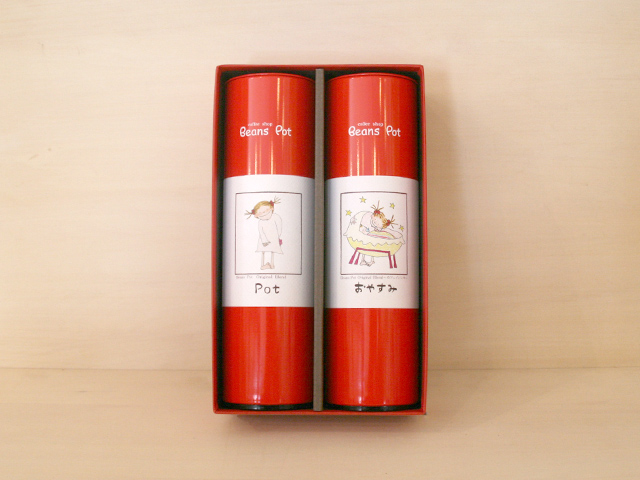 coffee shop
Beans Pot
Pot
coffee shop
Beans Pot
おやすみ